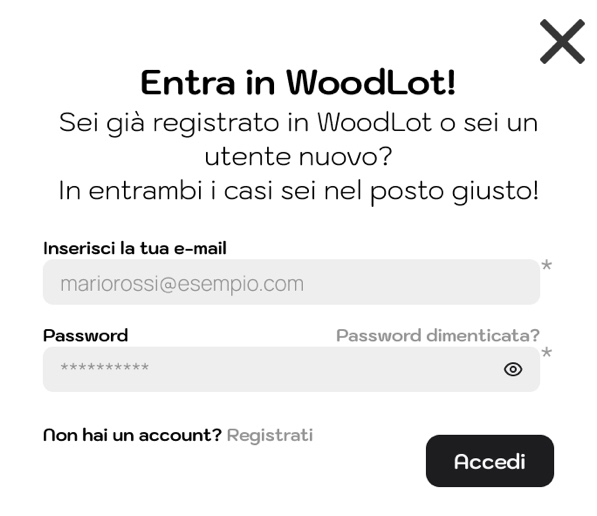 Entra in WoodLot!
Sei già registrato in WoodLot o sei un
utente nuovo?
In entrambi i casi sei nel posto giusto!
Inserisci la tua e-mail
mariorossi@esempio.com *
Password Password dimenticata?
********** *
Non hai un account? Registrati
Accedi